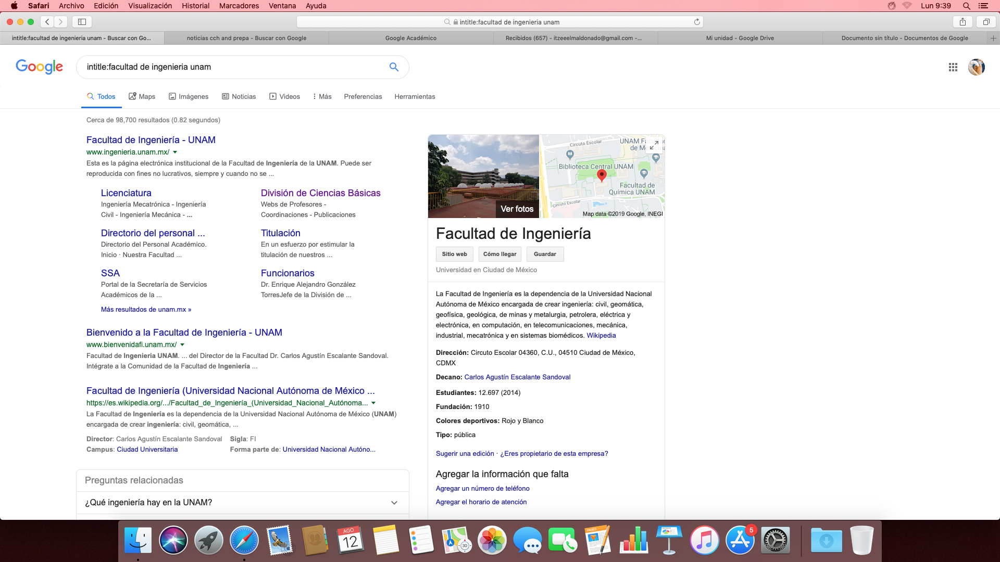 Safari Archivo Edición Visualización Historial Marcadores Ventana Ayuda
Lun 9:39
intitle:facultad de ingenieria unam
intitle:facultad de ingenieria unam - Buscar con Go...
noticias cch and prepa - Buscar con Google
Google Académico
Recibidos (657) - itzeeelmaldonado@gmail.com -...
Mi unidad - Google Drive
Documento sin título - Documentos de Google
Google
intitle:facultad de ingenieria unam
Todos Maps Imágenes Noticias Videos Más Preferencias Herramientas
Cerca de 98,700 resultados (0.82 segundos)
Facultad de Ingeniería - UNAM
www.ingenieria.unam.mx/
Esta es la página electrónica institucional de la Facultad de Ingeniería de la UNAM. Puede ser
reproducida con fines no lucrativos, siempre y cuando no se ...
Licenciatura
Ingeniería Mecatrónica - Ingeniería
Civil - Ingeniería Mecánica - ...
División de Ciencias Básicas
Webs de Profesores -
Coordinaciones - Publicaciones
Directorio del personal ...
Directorio del Personal Académico.
Inicio · Nuestra Facultad ...
Titulación
En un esfuerzo por estimular la
titulación de nuestros ...
SSA
Portal de la Secretaría de Servicios
Académicos de la ...
Funcionarios
Dr. Enrique Alejandro González
TorresJefe de la División de ...
Más resultados de unam.mx »
Bienvenido a la Facultad de Ingeniería - UNAM
www.bienvenidafi.unam.mx/
Facultad de Ingenieria UNAM. ... del Director de la Facultad Dr. Carlos Agustín Escalante Sandoval.
Intégrate a la Comunidad de la Facultad de Ingeniería ...
Facultad de Ingeniería (Universidad Nacional Autónoma de México ...
https://es.wikipedia.org/.../Facultad_de_Ingeniería_(Universidad_Nacional_Autónoma...
La Facultad de Ingeniería es la dependencia de la Universidad Nacional Autónoma de México (UNAM)
encargada de crear ingeniería: civil, geomática, ...
Director: Carlos Agustín Escalante Sandoval Sigla: FI
Campus: Ciudad Universitaria Forma parte de: Universidad Nacional Autóno...
Preguntas relacionadas
¿Qué ingeniería hay en la UNAM?
Ver fotos
Circuto Escolar
UNAM
de
Biblioteca Central UNAM
Facultad de
Química UNAM
Circuto Escolar
Map data ©2019 Google, INEGI
Facultad de Ingeniería
Sitio web Cómo llegar Guardar
Universidad en Ciudad de México
La Facultad de Ingeniería es la dependencia de la Universidad Nacional
Autónoma de México encargada de crear ingeniería: civil, geomática,
geofísica, geológica, de minas y metalurgia, petrolera, eléctrica y
electrónica, en computación, en telecomunicaciones, mecánica,
industrial, mecatrónica y en sistemas biomédicos. Wikipedia
Dirección: Circuto Escolar 04360, C.U., 04510 Ciudad de México,
CDMX
Decano: Carlos Agustín Escalante Sandoval
Estudiantes: 12.697 (2014)
Fundación: 1910
Colores deportivos: Rojo y Blanco
Tipo: pública
Sugerir una edición · ¿Eres propietario de esta empresa?
Agregar la información que falta
Agregar un número de teléfono
Agregar el horario de atención
AGO
12
3D
PAGES
5